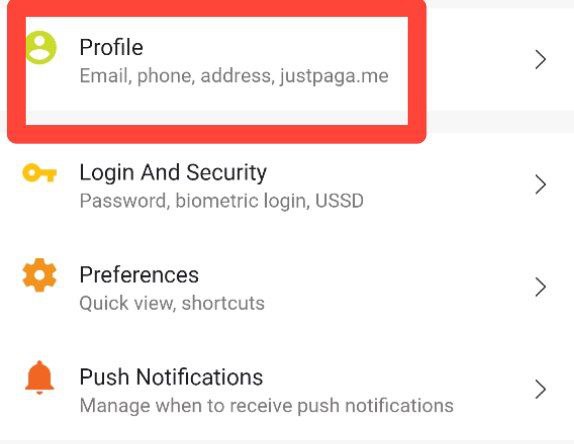 Profile
Email, phone, address, justpaga.me
Login And Security
Password, biometric login, USSD
Preferences
Quick view, shortcuts
Push Notifications
Manage when to receive push notifications